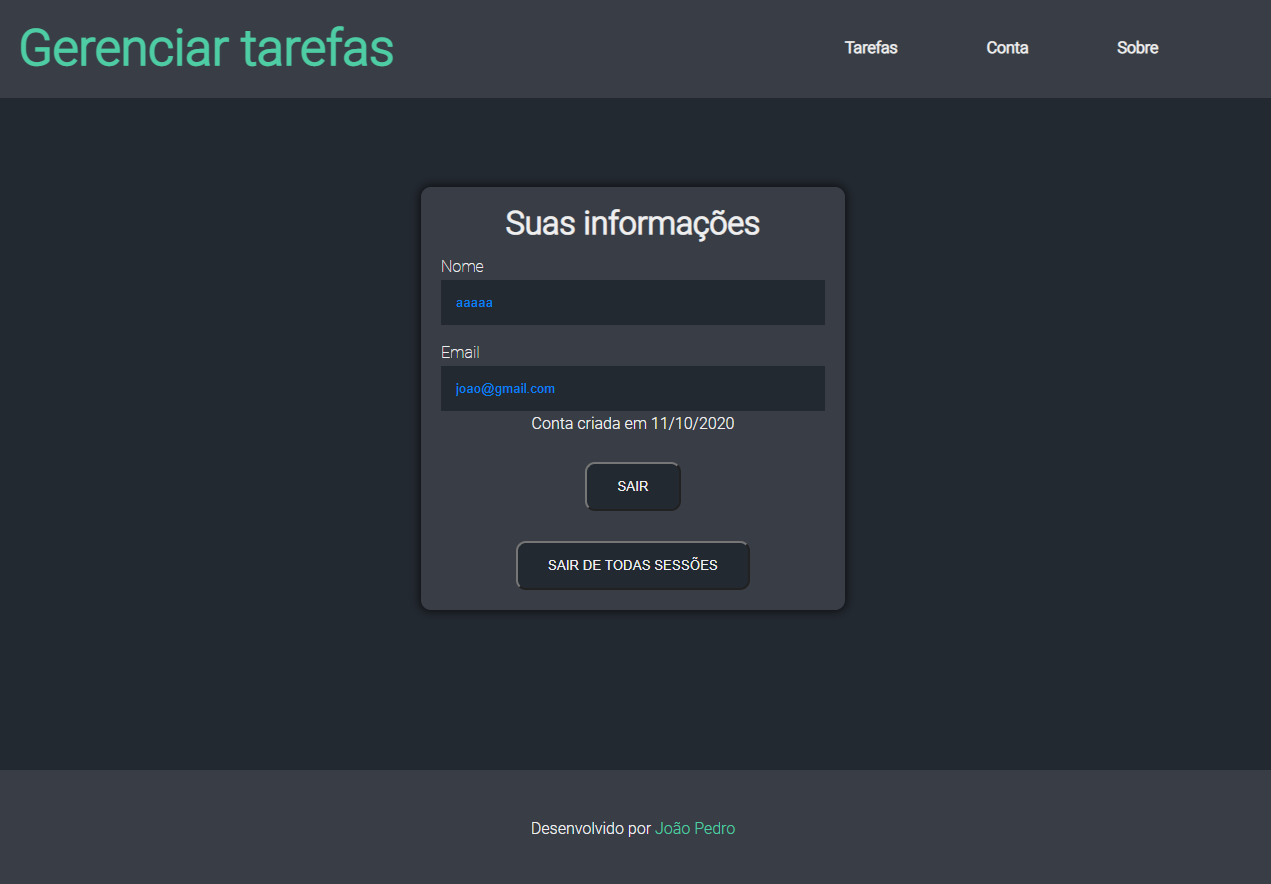 Gerenciar tarefas
Tarefas Conta Sobre
Suas informações
Nome
aaaaa
Email
joao@gmail.com
Conta criada em 11/10/2020
SAIR
SAIR DE TODAS SESSÕES
Desenvolvido por João Pedro